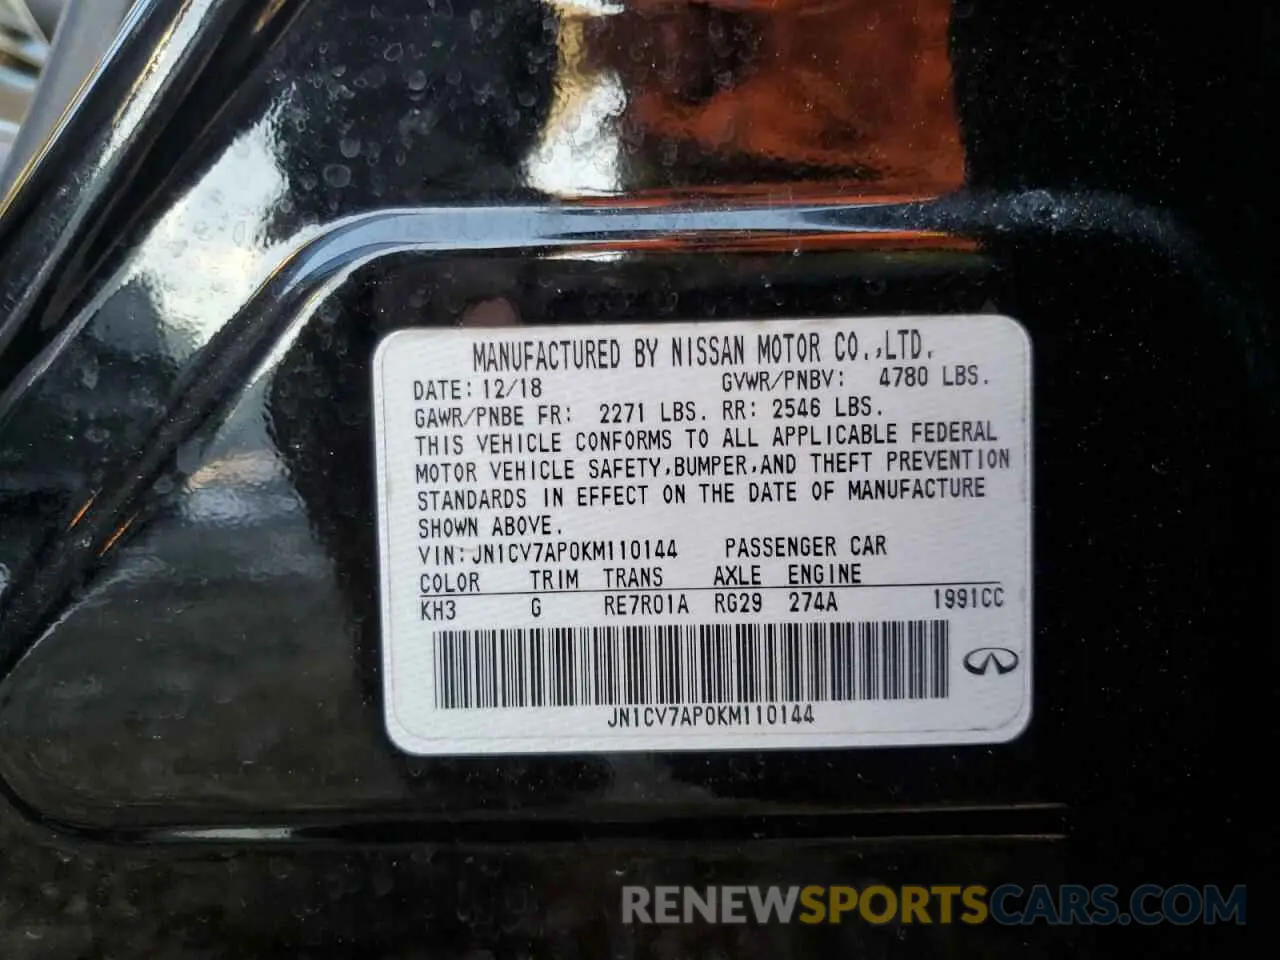 MANUFACTURED BY NISSAN MOTOR CO.,LTD.
DATE: 12/18 GVWR/PNBV: 4780 LBS.
GAWR/PNBE FR: 2271 LBS. RR: 2546 LBS.
THIS VEHICLE CONFORMS TO ALL APPLICABLE FEDERAL
MOTOR VEHICLE SAFETY,BUMPER,AND THEFT PREVENTION
STANDARDS IN EFFECT ON THE DATE OF MANUFACTURE
SHOWN ABOVE.
VIN: JN1CV7AP0KM110144 PASSENGER CAR
COLOR TRIM TRANS AXLE ENGINE
KH3 G RE7R01A RG29 274A 1991CC
JN1CV7AP0KM110144
RENEWSPORTSCARS.COM